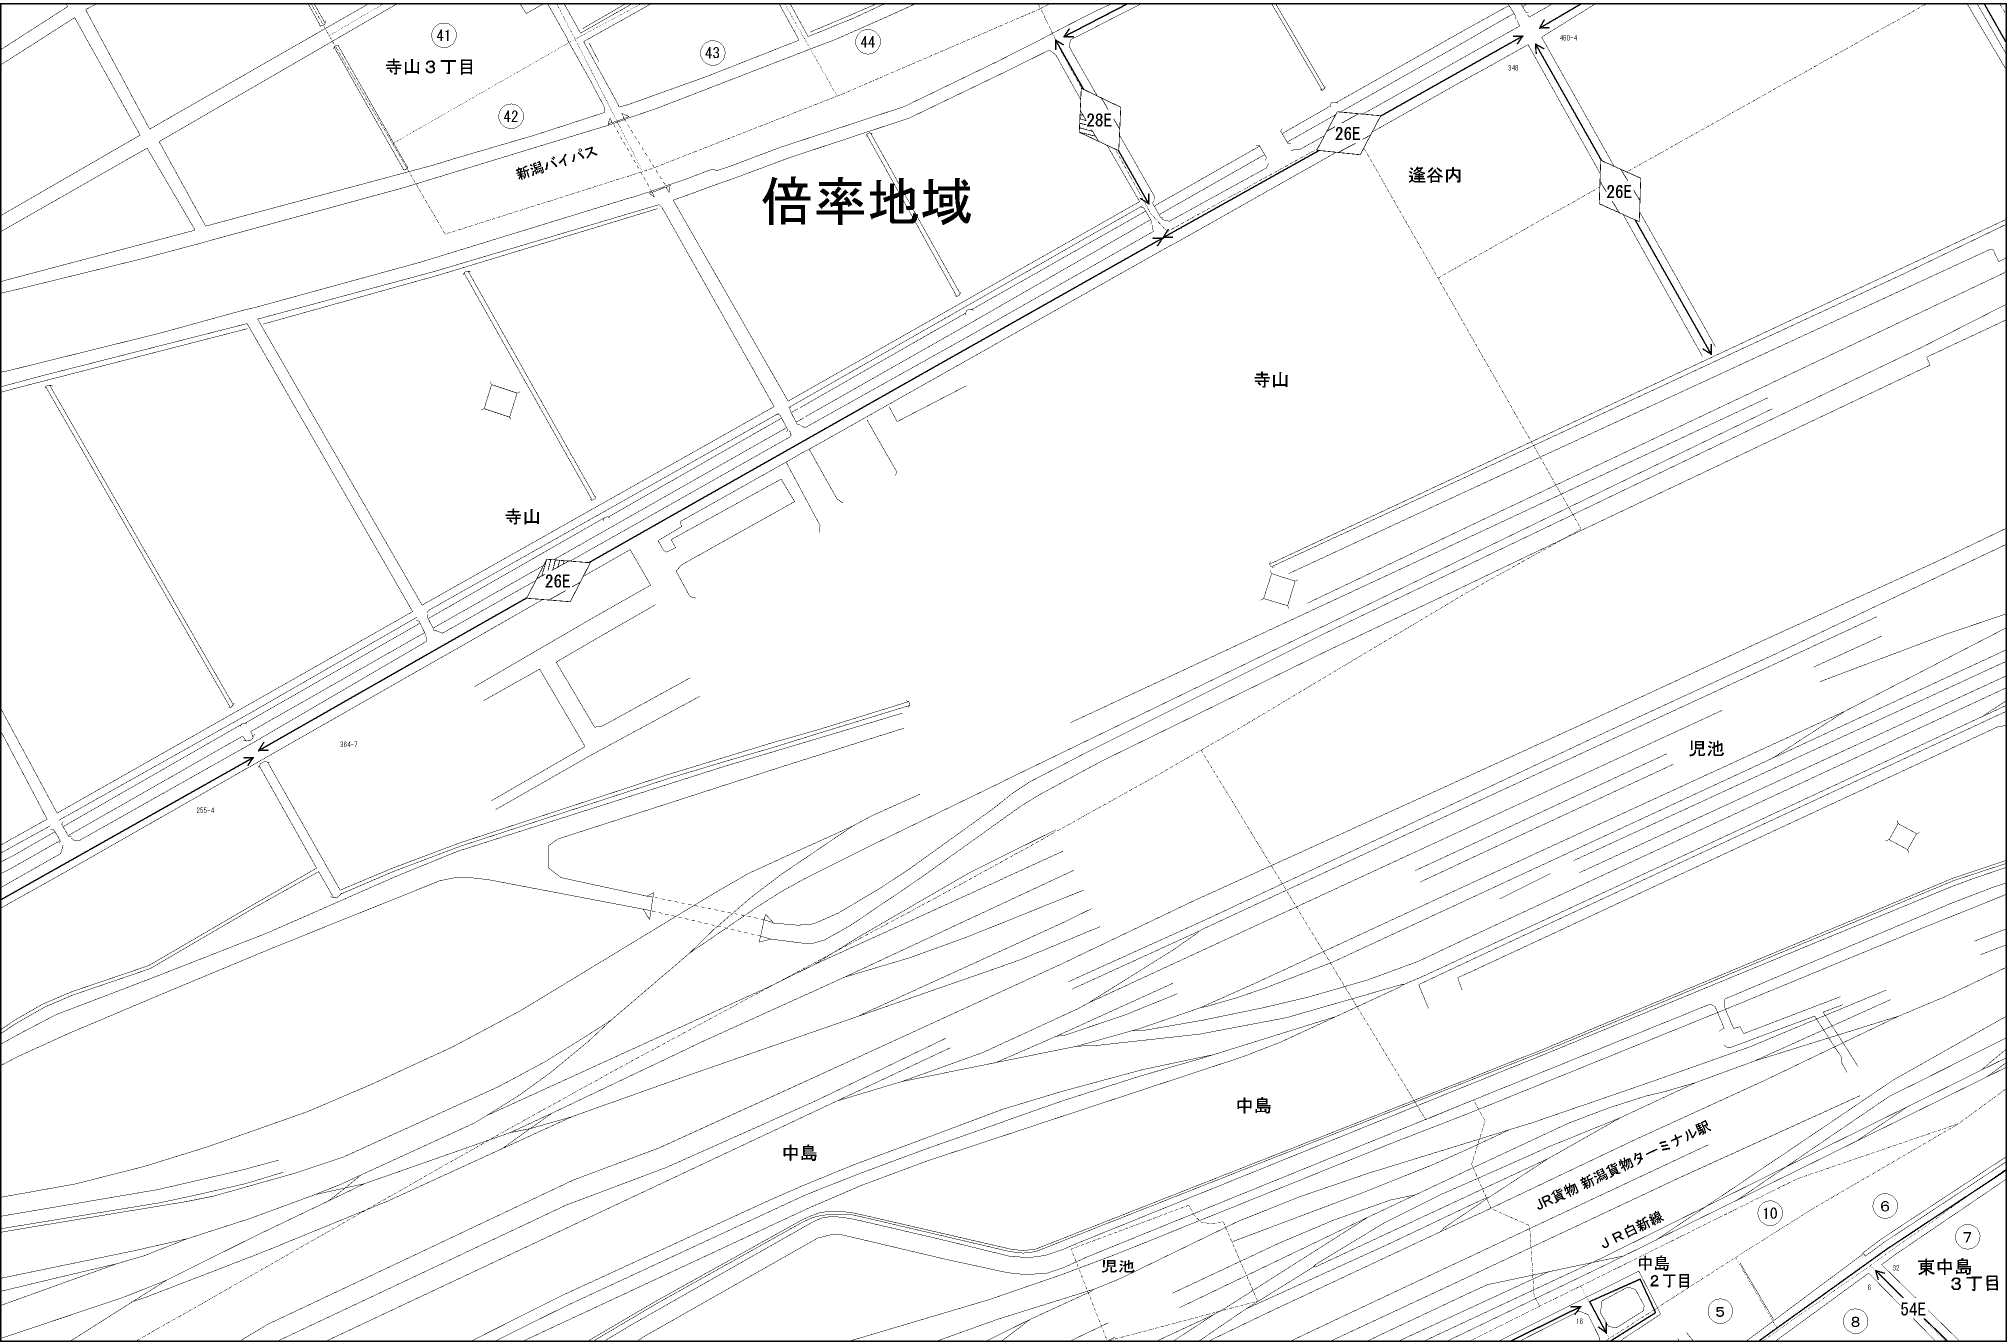 41
寺山３丁目
43
44
42
460-4
348
新潟バイパス
28E
26E
倍率地域
逢谷内
26E
寺山
寺山
26E
364-7
児池
255-4
中島
中島
JR貨物 新潟貨物ターミナル駅
ＪＲ白新線
10
6
7
児池
中島
２丁目
32
東中島
３丁目
6
5
16
8
54E